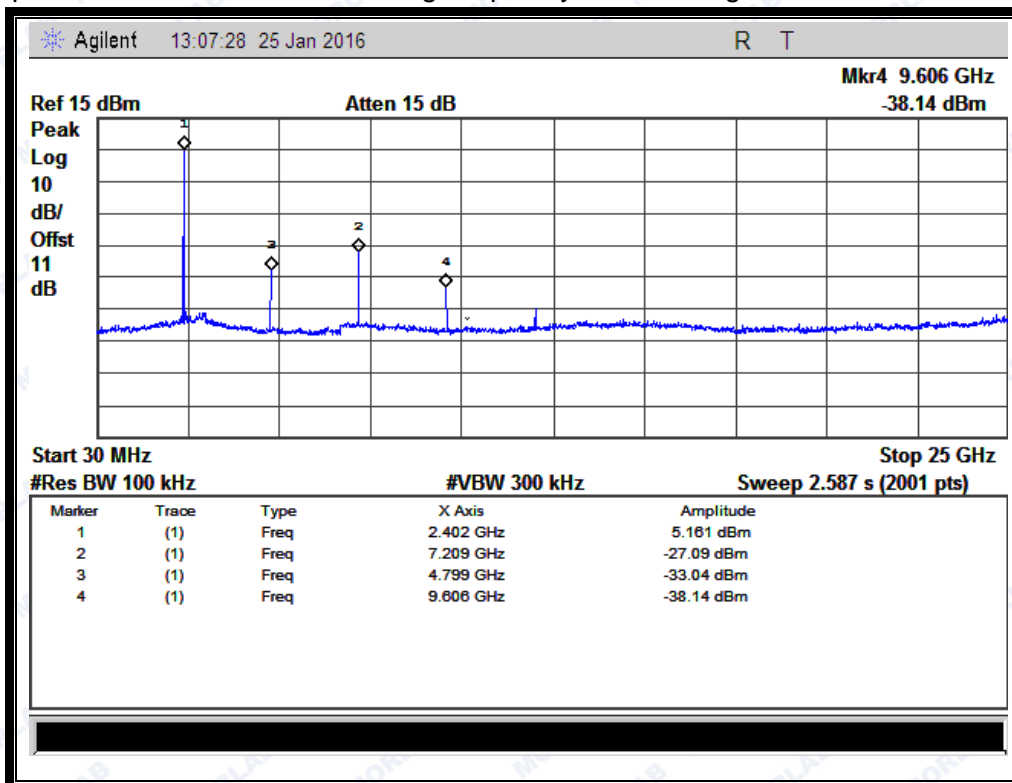 Agilent 13:07:28 25 Jan 2016 R T
Mkr4 9.606 GHz
Ref 15 dBm Atten 15 dB -38.14 dBm
Peak
Log
10
dB/
Offst
11
dB
1
3
2
4
Start 30 MHz Stop 25 GHz
#Res BW 100 kHz #VBW 300 kHz Sweep 2.587 s (2001 pts)
Marker Trace Type X Axis Amplitude
1 (1) Freq 2.402 GHz 5.161 dBm
2 (1) Freq 7.209 GHz -27.09 dBm
3 (1) Freq 4.799 GHz -33.04 dBm
4 (1) Freq 9.606 GHz -38.14 dBm